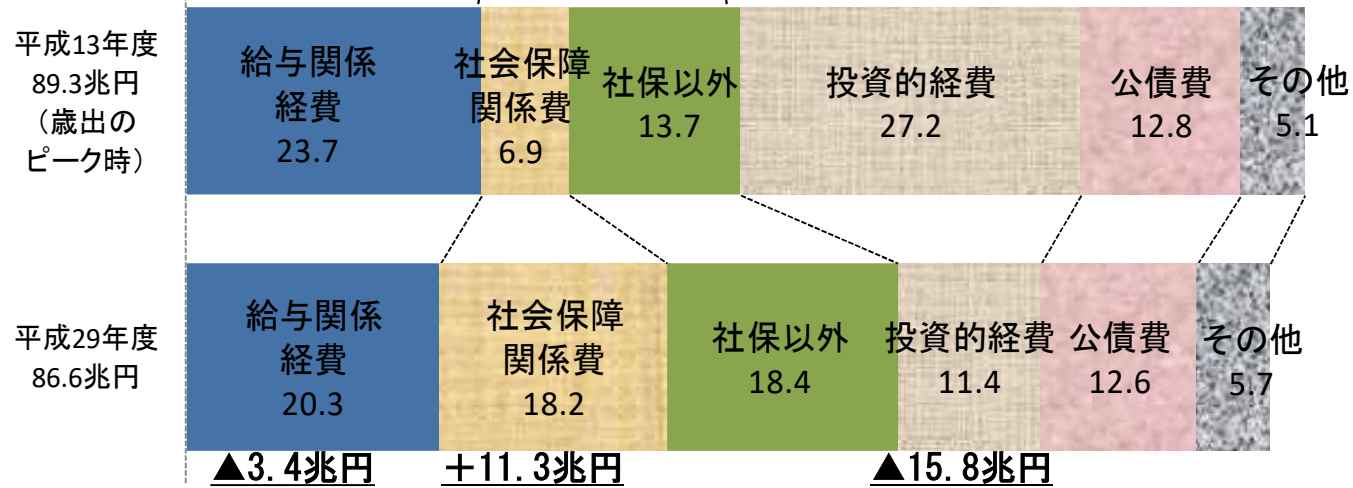 平成13年度
89.3兆円
（歳出の
ピーク時）
給与関係
経費
23.7
社会保障
関係費
6.9
社保以外
13.7
投資的経費
27.2
公債費
12.8
その他
5.1
平成29年度
86.6兆円
給与関係
経費
20.3
社会保障
関係費
18.2
社保以外
18.4
投資的経費
11.4
公債費
12.6
その他
5.7
▲3.4兆円
＋11.3兆円
▲15.8兆円